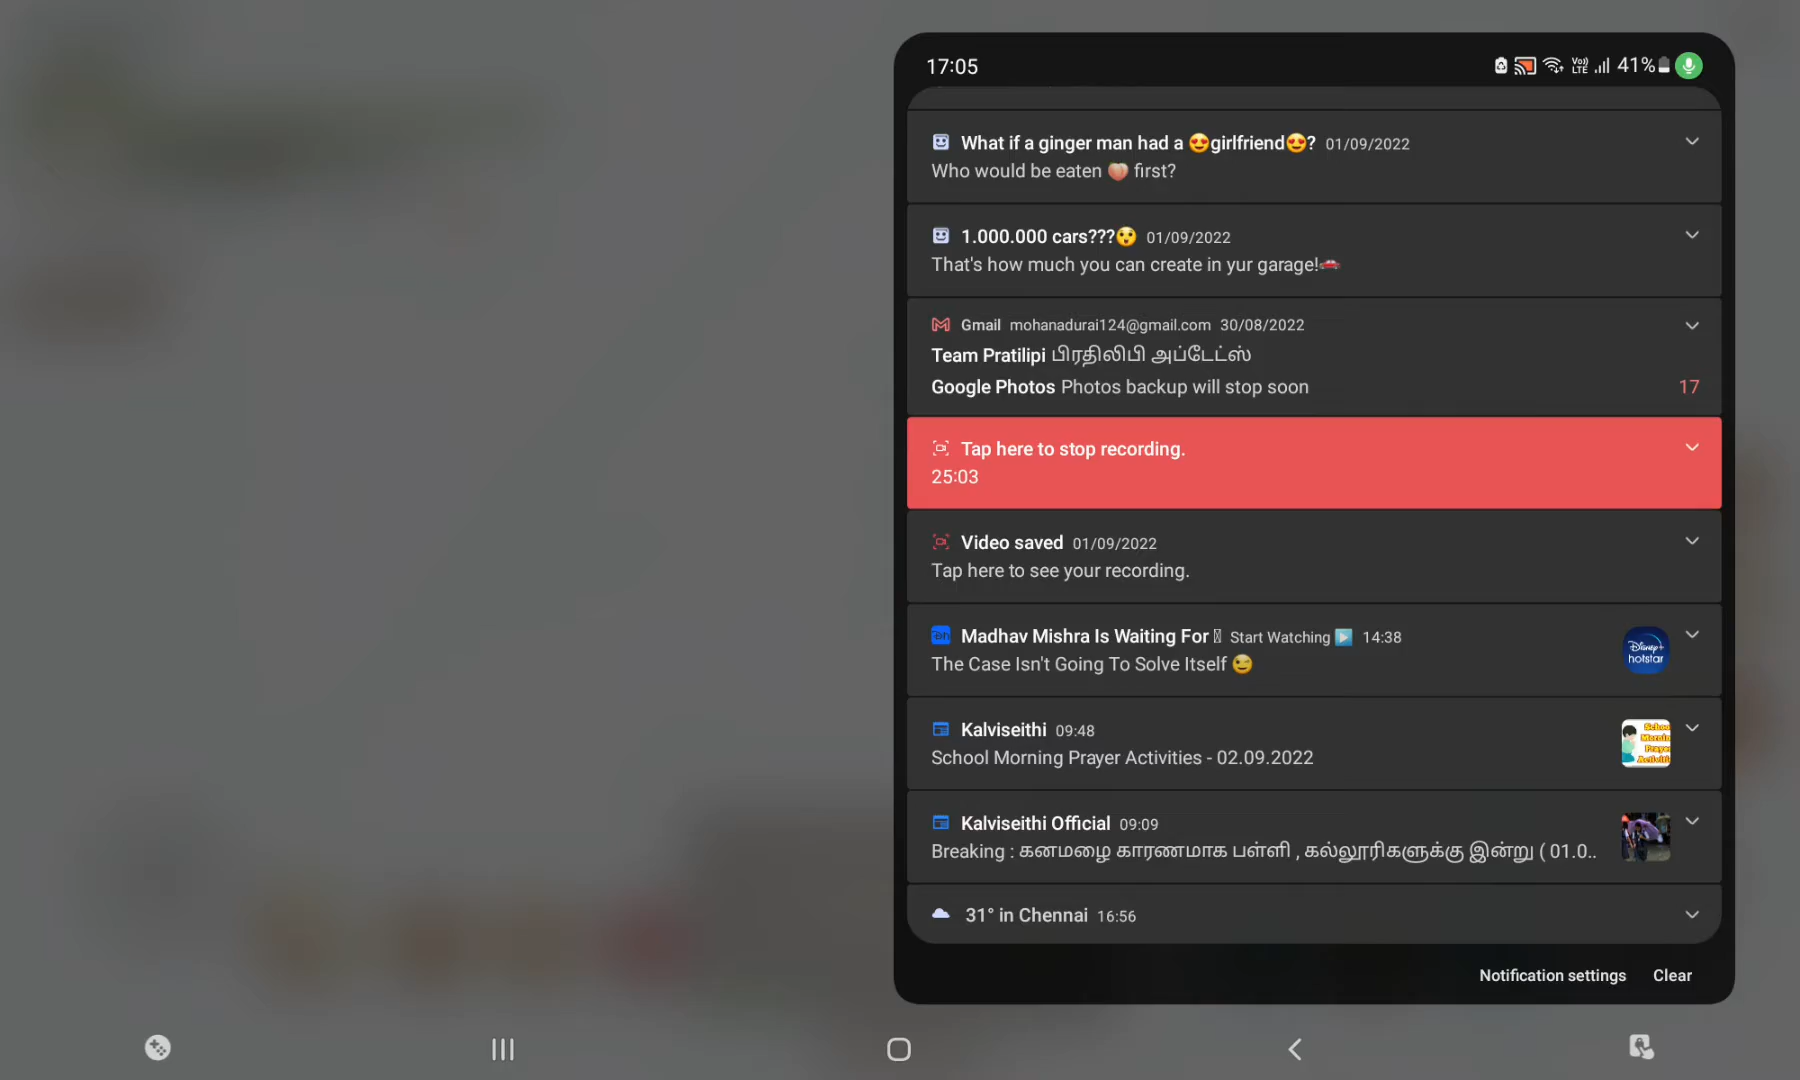 17:05
Vo)) LTE 41%
What if a ginger man had a 😍girlfriend😍? 01/09/2022
Who would be eaten 🍑 first?
1.000.000 cars???😲 01/09/2022
That's how much you can create in yur garage!🚗
Gmail mohanadurai124@gmail.com 30/08/2022
Team Pratilipi பிரதிலிபி அப்டேட்ஸ்
Google Photos Photos backup will stop soon 17
Tap here to stop recording.
25:03
Video saved 01/09/2022
Tap here to see your recording.
Madhav Mishra Is Waiting For Start Watching ▶️ 14:38
The Case Isn't Going To Solve Itself 😉
Disney+ hotstar
Kalviseithi 09:48
School Morning Prayer Activities - 02.09.2022
Kalviseithi Official 09:09
Breaking : கனமழை காரணமாக பள்ளி , கல்லூரிகளுக்கு இன்று ( 01.0..
31° in Chennai 16:56
Notification settings Clear